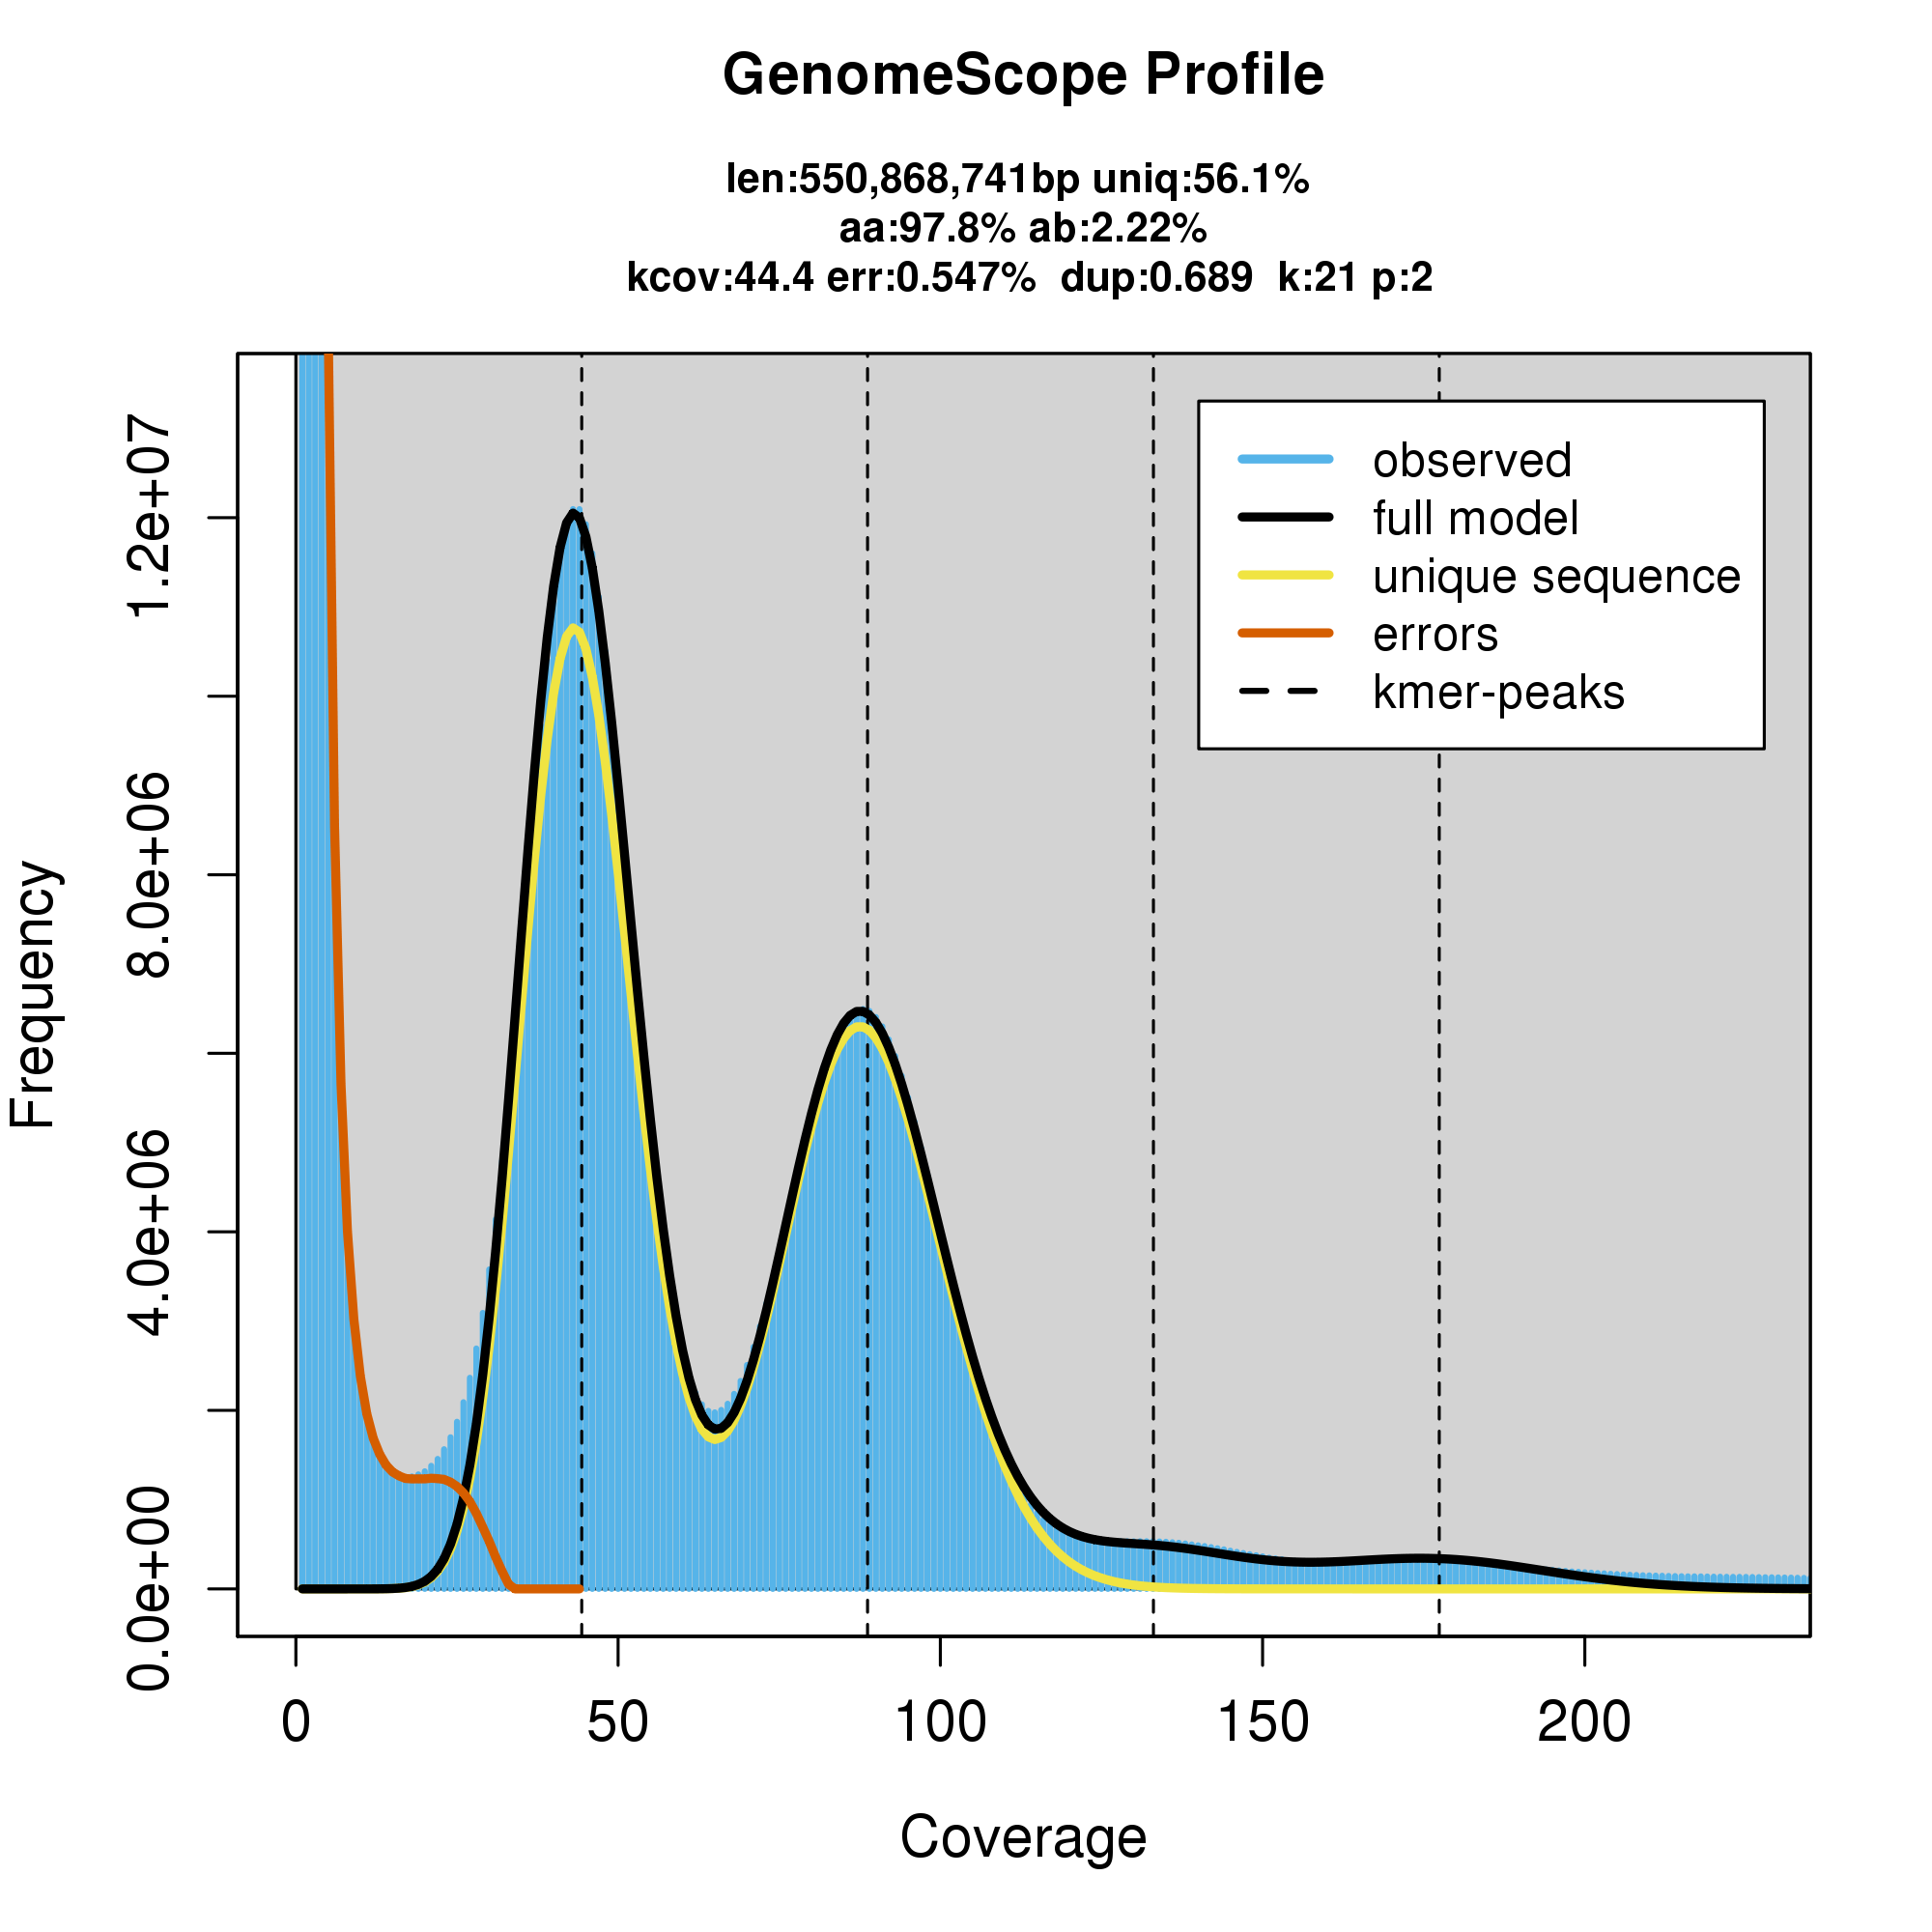 GenomeScope Profile
len:550,868,741bp uniq:56.1%
aa:97.8% ab:2.22%
kcov:44.4 err:0.547% dup:0.689 k:21 p:2
observed
full model
unique sequence
errors
kmer-peaks
Frequency
1.2e+07
8.0e+06
4.0e+06
0.0e+00
0 50 100 150 200
Coverage